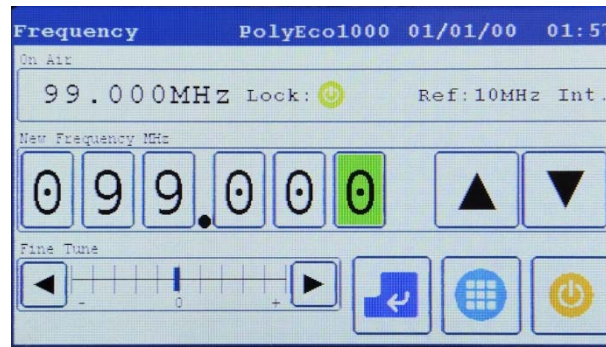 Frequency PolyEco1000 01/01/00 01:57
On Air
99.000MHz Lock: Ref:10MHz Int.
New Frequency MHz
099.000
Fine Tune
- 0 +